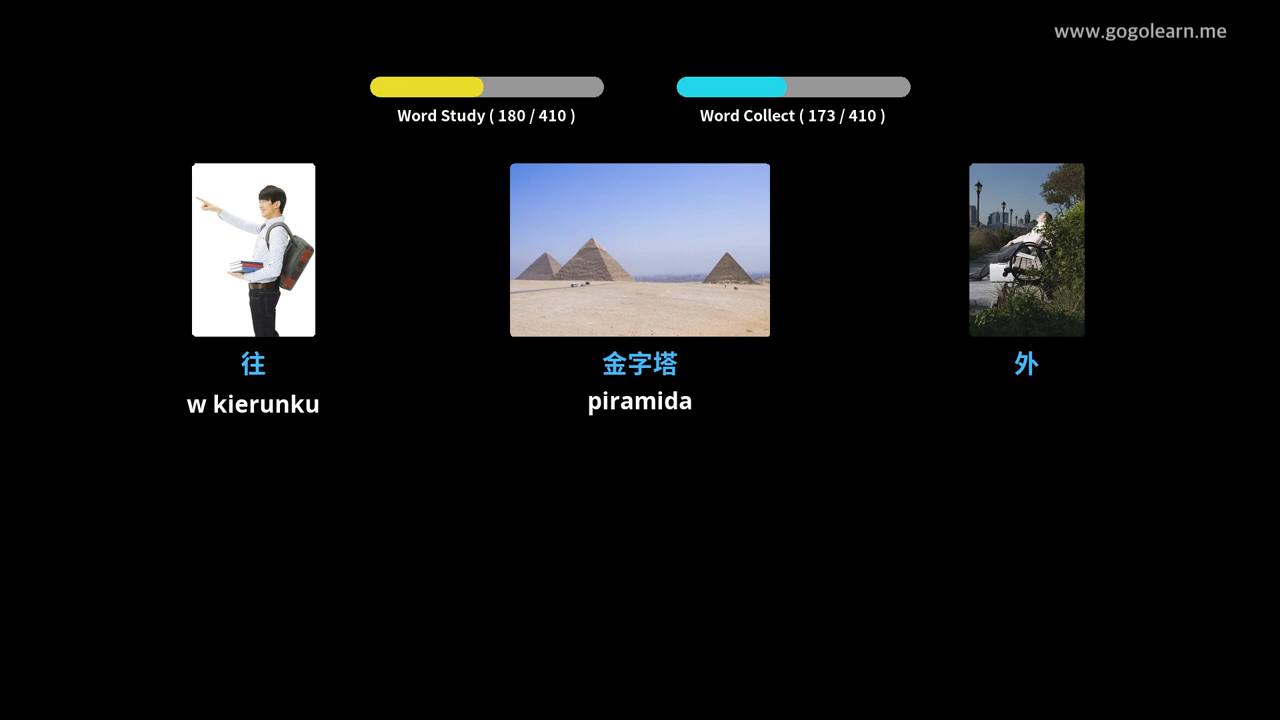 www.gogolearn.me
Word Study ( 180 / 410 )
Word Collect ( 173 / 410 )
往
金字塔
外
w kierunku
piramida